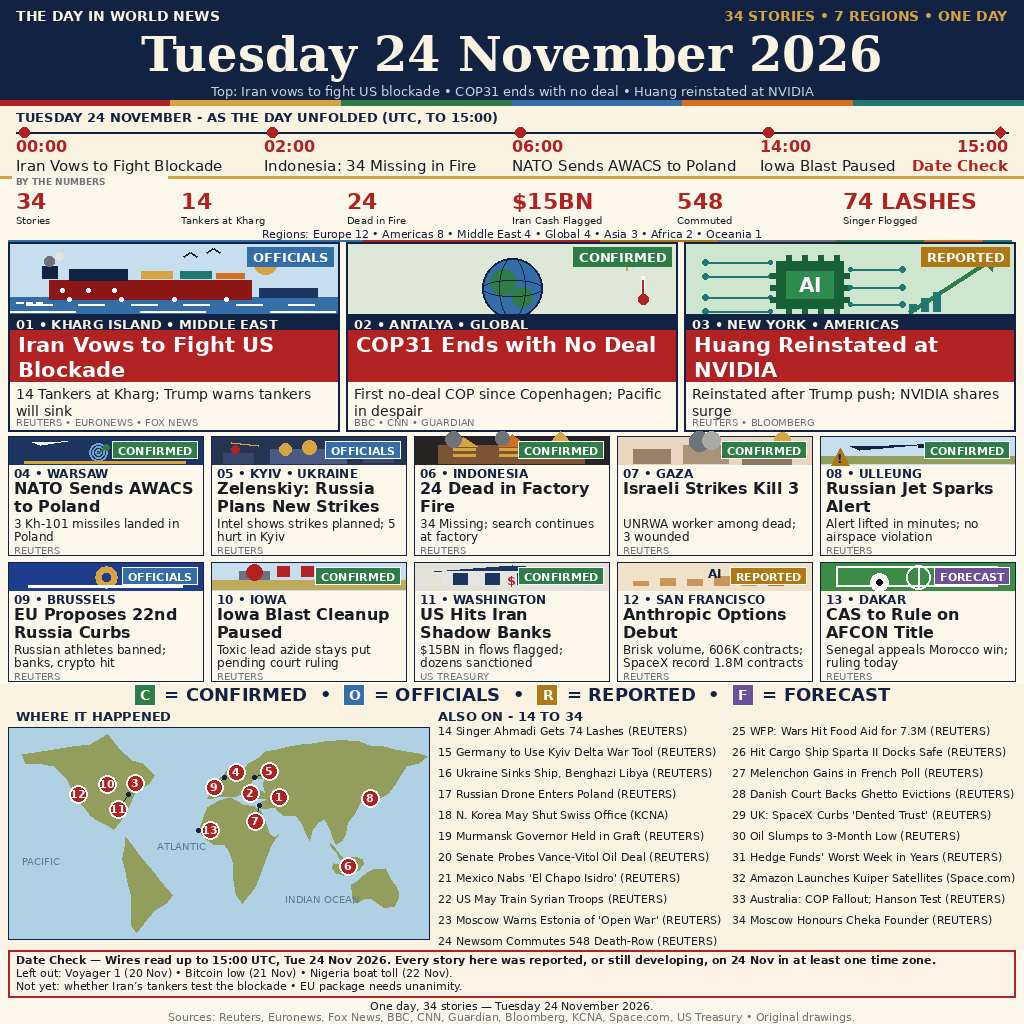 THE DAY IN WORLD NEWS
34 STORIES • 7 REGIONS • ONE DAY
Tuesday 24 November 2026
Top: Iran vows to fight US blockade • COP31 ends with no deal • Huang reinstated at NVIDIA
TUESDAY 24 NOVEMBER - AS THE DAY UNFOLDED (UTC, TO 15:00)
00:00
Iran Vows to Fight Blockade
02:00
Indonesia: 34 Missing in Fire
06:00
NATO Sends AWACS to Poland
14:00
Iowa Blast Paused
15:00
Date Check
BY THE NUMBERS
34
Stories
14
Tankers at Kharg
24
Dead in Fire
$15BN
Iran Cash Flagged
548
Commuted
74 LASHES
Singer Flogged
Regions: Europe 12 • Americas 8 • Middle East 4 • Global 4 • Asia 3 • Africa 2 • Oceania 1
OFFICIALS
01 • KHARG ISLAND • MIDDLE EAST
Iran Vows to Fight US
Blockade
14 Tankers at Kharg; Trump warns tankers
will sink
REUTERS • EURONEWS • FOX NEWS
CONFIRMED
02 • ANTALYA • GLOBAL
COP31 Ends with No Deal
First no-deal COP since Copenhagen; Pacific
in despair
BBC • CNN • GUARDIAN
AI
REPORTED
03 • NEW YORK • AMERICAS
Huang Reinstated at
NVIDIA
Reinstated after Trump push; NVIDIA shares
surge
REUTERS • BLOOMBERG
CONFIRMED
04 • WARSAW
NATO Sends AWACS
to Poland
3 Kh-101 missiles landed in
Poland
REUTERS
OFFICIALS
05 • KYIV • UKRAINE
Zelenskiy: Russia
Plans New Strikes
Intel shows strikes planned; 5
hurt in Kyiv
REUTERS
CONFIRMED
06 • INDONESIA
24 Dead in Factory
Fire
34 Missing; search continues
at factory
REUTERS
CONFIRMED
07 • GAZA
Israeli Strikes Kill 3
UNRWA worker among dead;
3 wounded
REUTERS
!
CONFIRMED
08 • ULLEUNG
Russian Jet Sparks
Alert
Alert lifted in minutes; no
airspace violation
REUTERS
OFFICIALS
09 • BRUSSELS
EU Proposes 22nd
Russia Curbs
Russian athletes banned;
banks, crypto hit
REUTERS
CONFIRMED
10 • IOWA
Iowa Blast Cleanup
Paused
Toxic lead azide stays put
pending court ruling
REUTERS
$
CONFIRMED
11 • WASHINGTON
US Hits Iran
Shadow Banks
$15BN in flows flagged;
dozens sanctioned
US TREASURY
AI
REPORTED
12 • SAN FRANCISCO
Anthropic Options
Debut
Brisk volume, 606K contracts;
SpaceX record 1.8M contracts
REUTERS
FORECAST
13 • DAKAR
CAS to Rule on
AFCON Title
Senegal appeals Morocco win;
ruling today
REUTERS
C = CONFIRMED • O = OFFICIALS • R = REPORTED • F = FORECAST
WHERE IT HAPPENED
PACIFIC
ATLANTIC
INDIAN OCEAN
12
10
3
11
9
4
5
2
1
7
13
8
6
ALSO ON - 14 TO 34
14 Singer Ahmadi Gets 74 Lashes (REUTERS)
15 Germany to Use Kyiv Delta War Tool (REUTERS)
16 Ukraine Sinks Ship, Benghazi Libya (REUTERS)
17 Russian Drone Enters Poland (REUTERS)
18 N. Korea May Shut Swiss Office (KCNA)
19 Murmansk Governor Held in Graft (REUTERS)
20 Senate Probes Vance-Vitol Oil Deal (REUTERS)
21 Mexico Nabs 'El Chapo Isidro' (REUTERS)
22 US May Train Syrian Troops (REUTERS)
23 Moscow Warns Estonia of 'Open War' (REUTERS)
24 Newsom Commutes 548 Death-Row (REUTERS)
25 WFP: Wars Hit Food Aid for 7.3M (REUTERS)
26 Hit Cargo Ship Sparta II Docks Safe (REUTERS)
27 Melenchon Gains in French Poll (REUTERS)
28 Danish Court Backs Ghetto Evictions (REUTERS)
29 UK: SpaceX Curbs 'Dented Trust' (REUTERS)
30 Oil Slumps to 3-Month Low (REUTERS)
31 Hedge Funds' Worst Week in Years (REUTERS)
32 Amazon Launches Kuiper Satellites (Space.com)
33 Australia: COP Fallout; Hanson Test (REUTERS)
34 Moscow Honours Cheka Founder (REUTERS)
Date Check — Wires read up to 15:00 UTC, Tue 24 Nov 2026. Every story here was reported, or still developing, on 24 Nov in at least one time zone.
Left out: Voyager 1 (20 Nov) • Bitcoin low (21 Nov) • Nigeria boat toll (22 Nov).
Not yet: whether Iran's tankers test the blockade • EU package needs unanimity.
One day, 34 stories — Tuesday 24 November 2026.
Sources: Reuters, Euronews, Fox News, BBC, CNN, Guardian, Bloomberg, KCNA, Space.com, US Treasury • Original drawings.